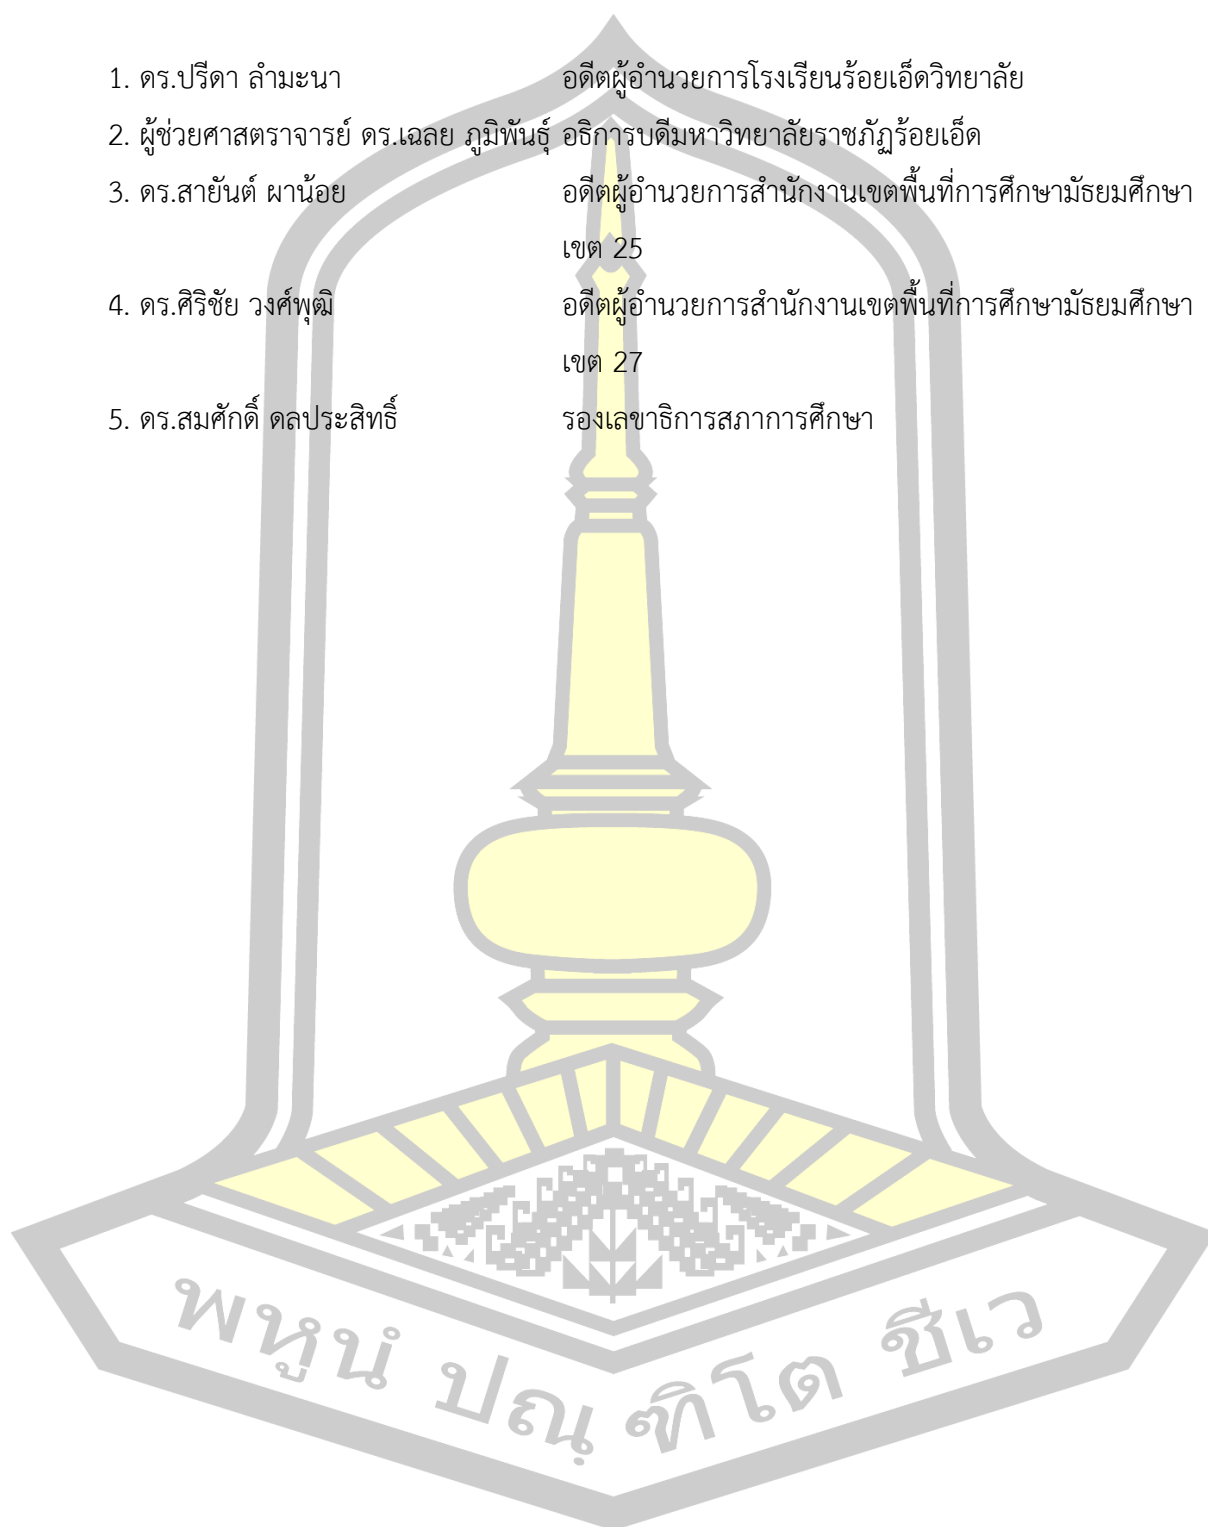 1. ดร.ปรีดา ลำมะนา อดีตผู้อำนวยการโรงเรียนร้อยเอ็ดวิทยาลัย
2. ผู้ช่วยศาสตราจารย์ ดร.เฉลย ภูมิพันธุ์ อธิการบดีมหาวิทยาลัยราชภัฏร้อยเอ็ด
3. ดร.สายันต์ ผาน้อย อดีตผู้อำนวยการสำนักงานเขตพื้นที่การศึกษามัธยมศึกษา
เขต 25
4. ดร.ศิริชัย วงศ์พุฒิ อดีตผู้อำนวยการสำนักงานเขตพื้นที่การศึกษามัธยมศึกษา
เขต 27
5. ดร.สมศักดิ์ ดลประสิทธิ์ รองเลขาธิการสภาการศึกษา
พหูนํ ปณฺฑิโต ชีเว